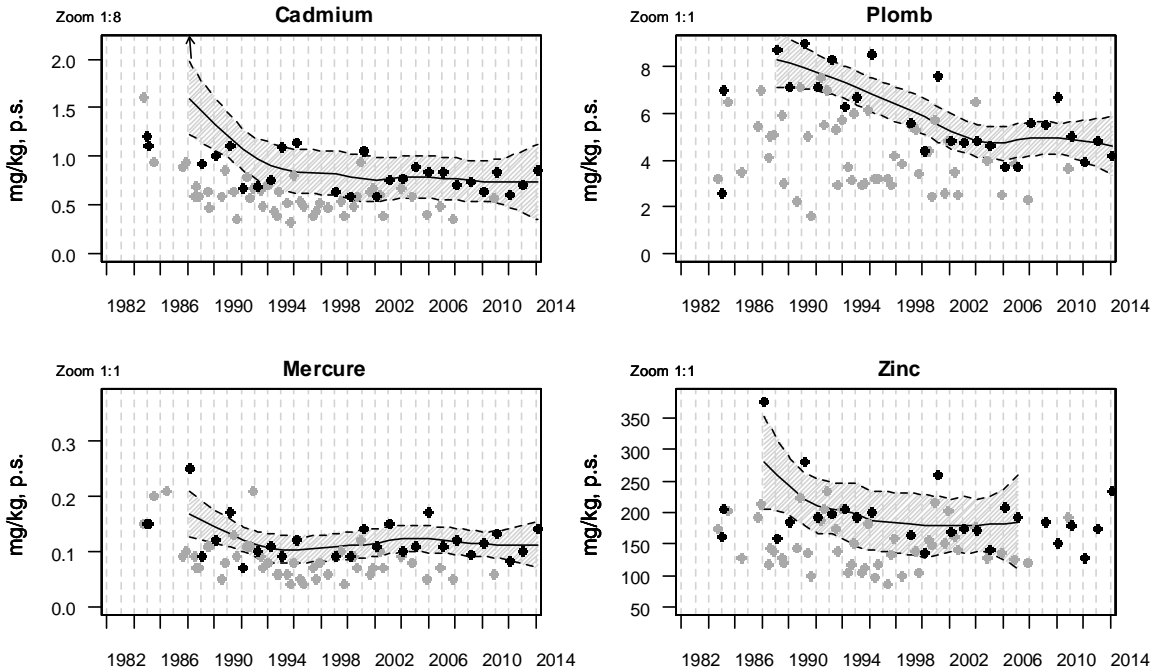 Zoom 1:8
Cadmium
mg/kg, p.s.
2.0
1.5
1.0
0.5
0.0
1982 1986 1990 1994 1998 2002 2006 2010 2014
Zoom 1:1
Plomb
mg/kg, p.s.
8
6
4
2
0
1982 1986 1990 1994 1998 2002 2006 2010 2014
Zoom 1:1
Mercure
mg/kg, p.s.
0.3
0.2
0.1
0.0
1982 1986 1990 1994 1998 2002 2006 2010 2014
Zoom 1:1
Zinc
mg/kg, p.s.
350
300
250
200
150
100
50
1982 1986 1990 1994 1998 2002 2006 2010 2014